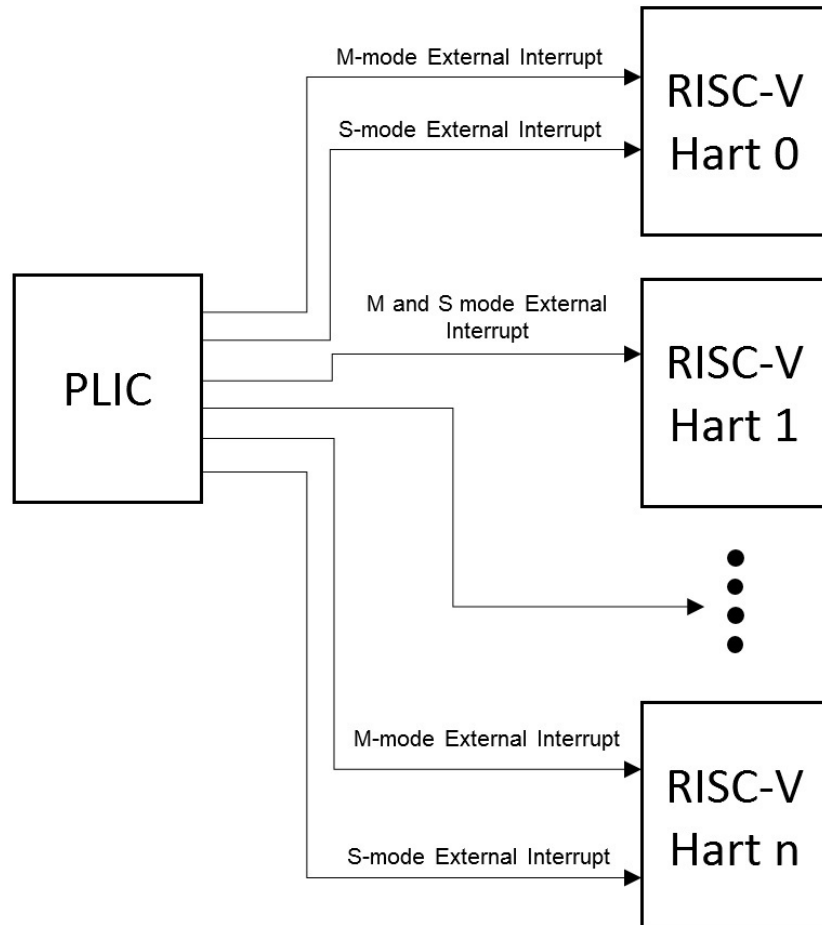 M-mode External Interrupt
RISC-V
Hart 0
S-mode External Interrupt
M and S mode External
Interrupt
RISC-V
Hart 1
PLIC
M-mode External Interrupt
RISC-V
Hart n
S-mode External Interrupt